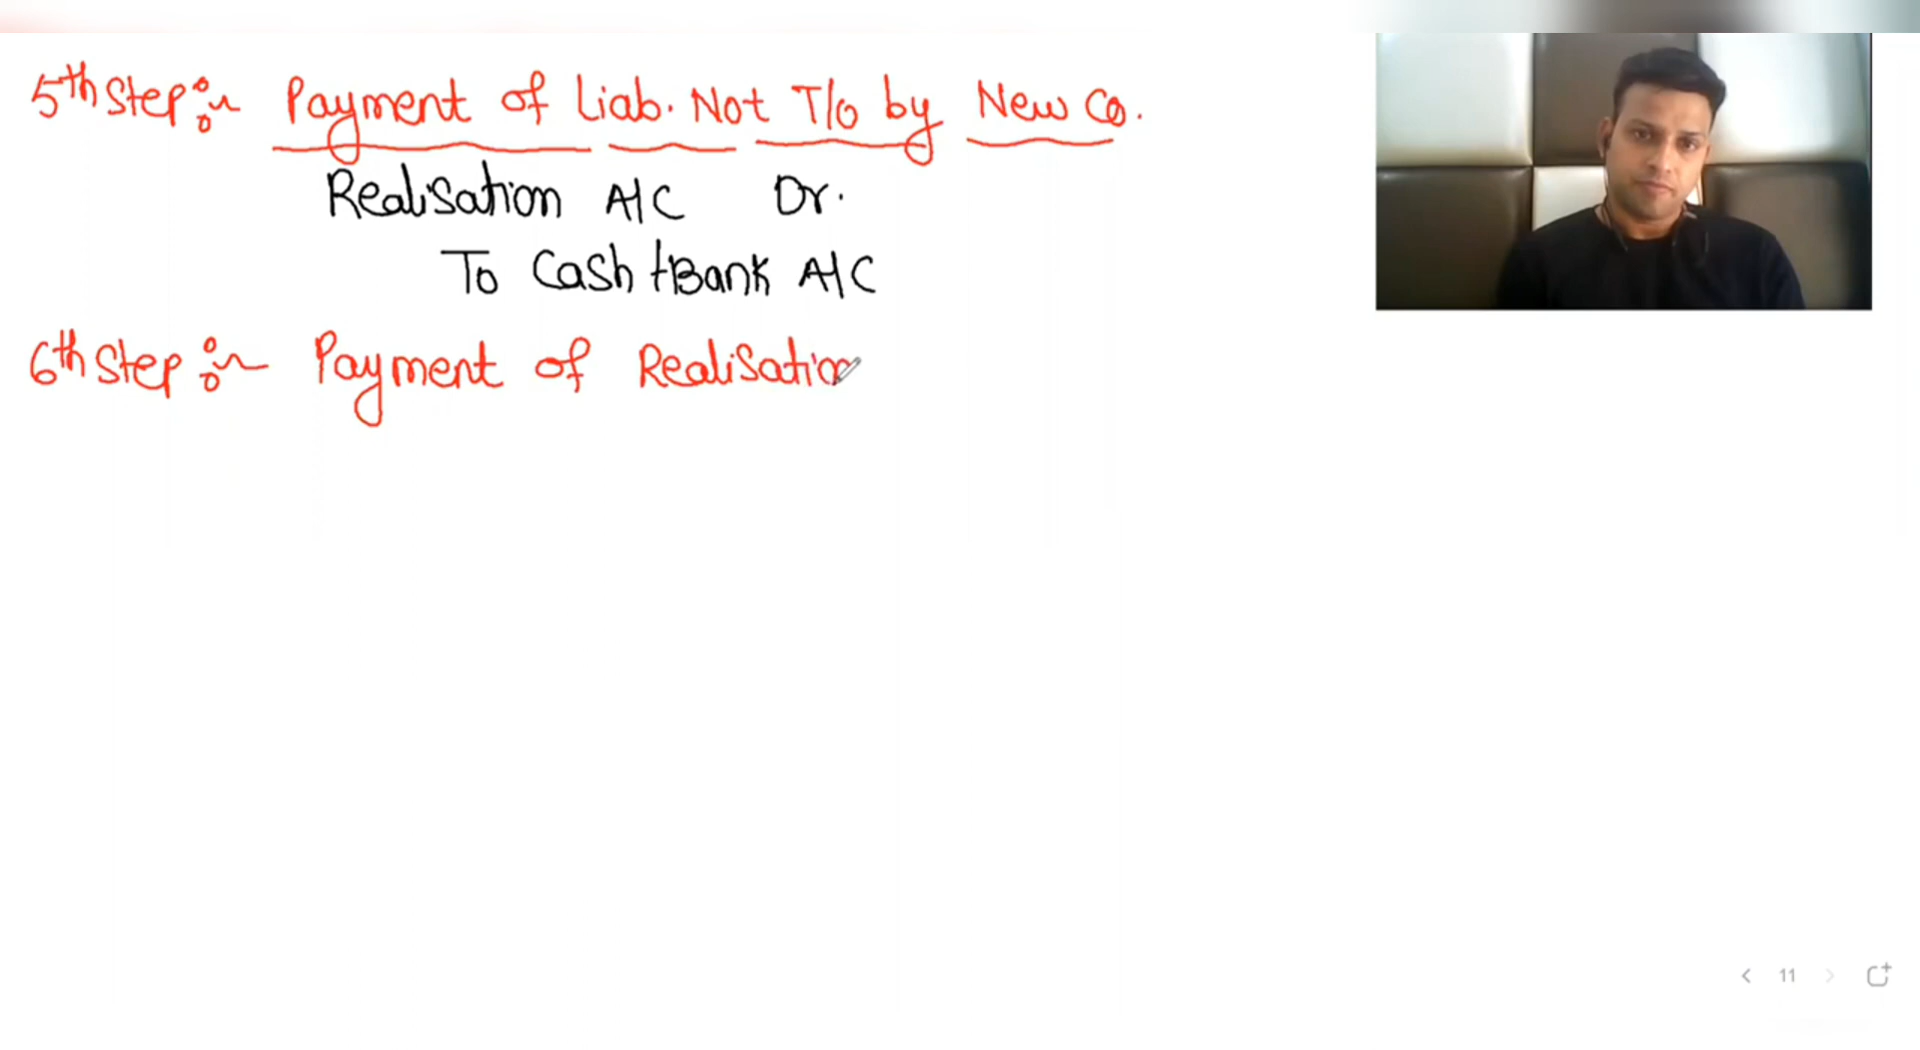 5th Step :~ Payment of Liab. Not T/o by New Co.
Realisation A/C Dr.
To Cash/Bank A/C
6th Step :~ Payment of Realisation
11